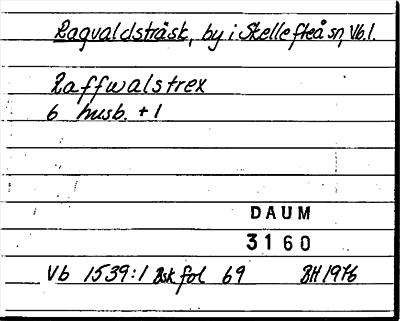 Ragvaldsträsk, by i Skellefteå sn, Vb.l.
Raffwalstrex
6 husb. + 1
DAUM
3160
Vb 1539:1 Bsk fol 69 BH 1976